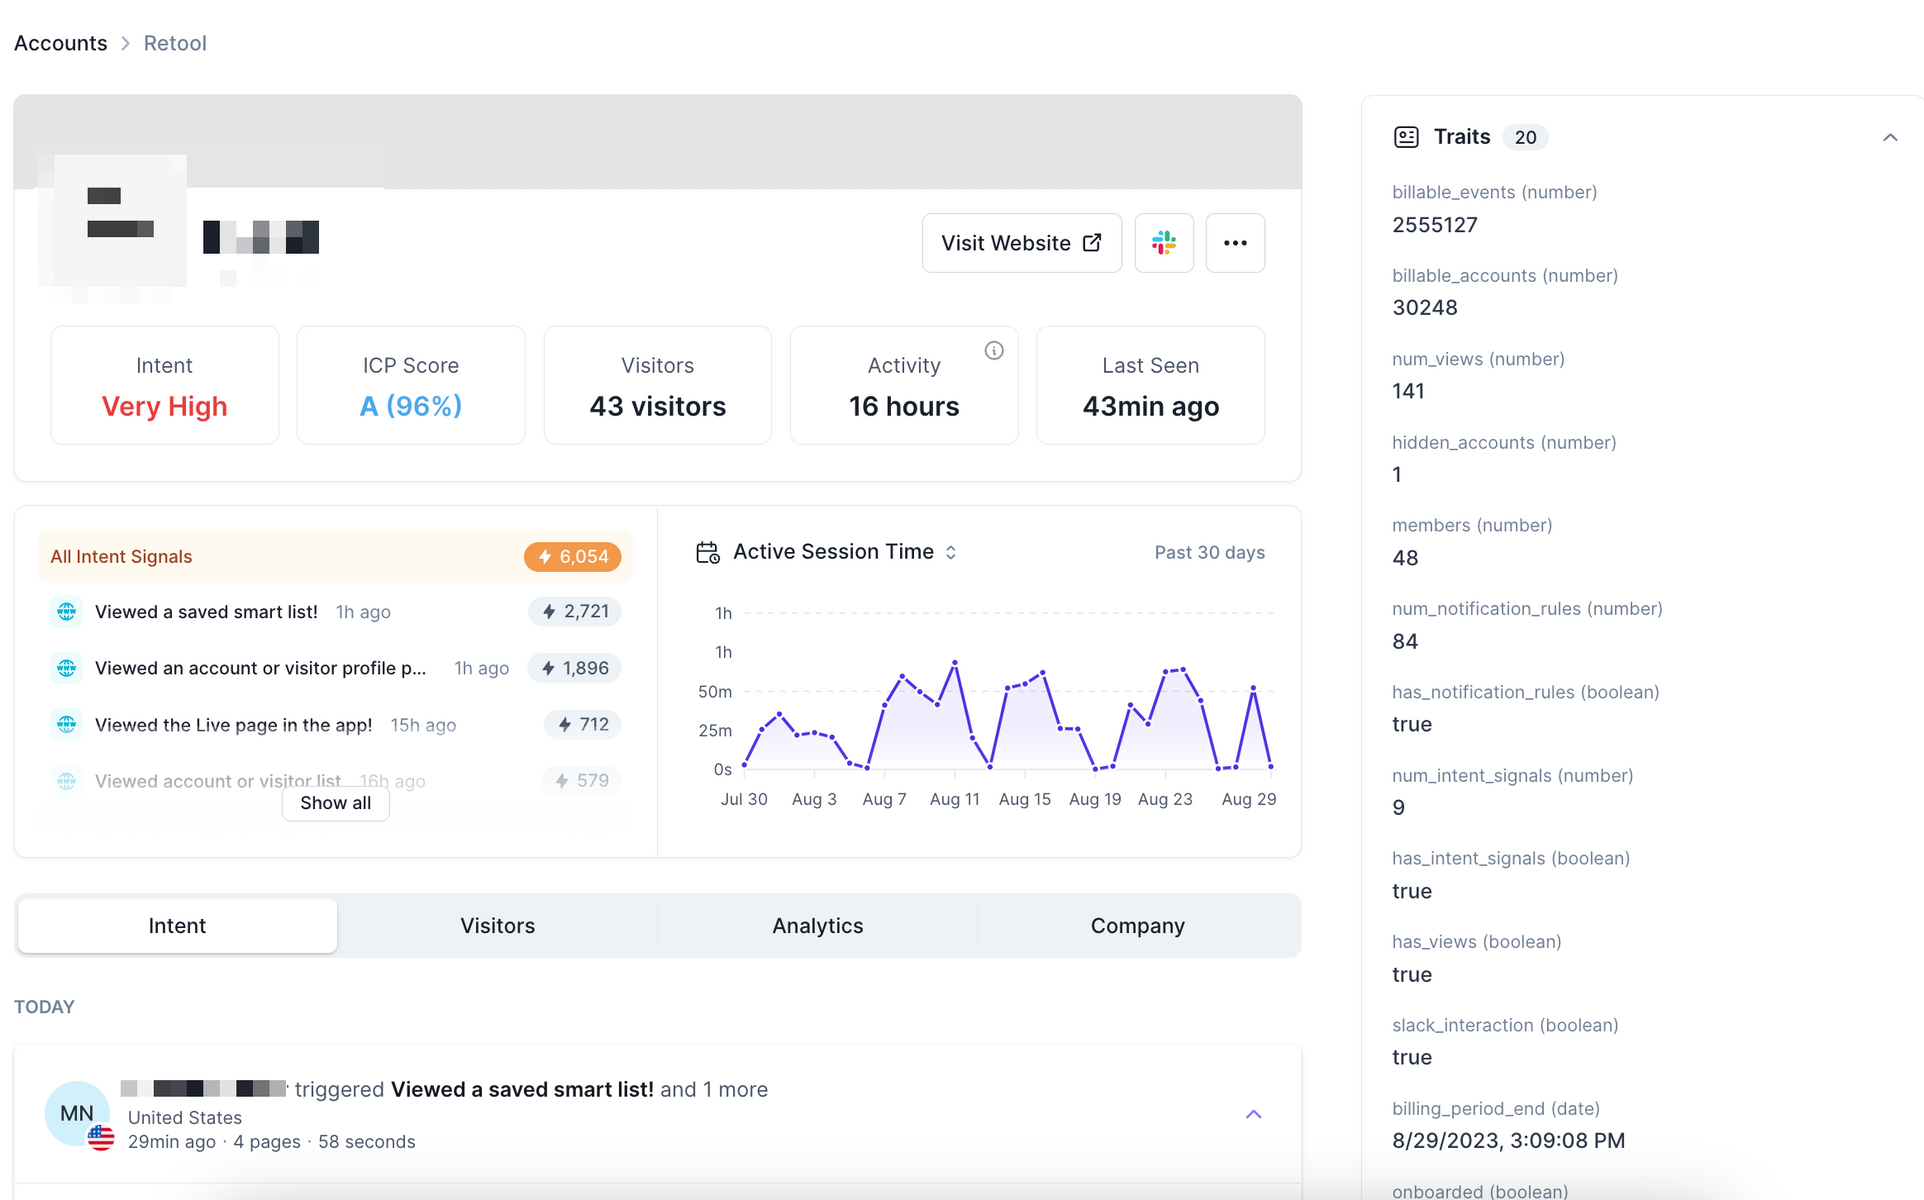 Accounts > Retool
Visit Website
Intent
Very High
ICP Score
A (96%)
Visitors
43 visitors
Activity
16 hours
Last Seen
43min ago
All Intent Signals 6,054
Viewed a saved smart list! 1h ago 2,721
Viewed an account or visitor profile p... 1h ago 1,896
Viewed the Live page in the app! 15h ago 712
Viewed account or visitor list 16h ago 579
Show all
Active Session Time Past 30 days
1h
1h
50m
25m
0s
Jul 30 Aug 3 Aug 7 Aug 11 Aug 15 Aug 19 Aug 23 Aug 29
Intent Visitors Analytics Company
TODAY
MN
triggered Viewed a saved smart list! and 1 more
United States
29min ago · 4 pages · 58 seconds
Traits 20
billable_events (number)
2555127
billable_accounts (number)
30248
num_views (number)
141
hidden_accounts (number)
1
members (number)
48
num_notification_rules (number)
84
has_notification_rules (boolean)
true
num_intent_signals (number)
9
has_intent_signals (boolean)
true
has_views (boolean)
true
slack_interaction (boolean)
true
billing_period_end (date)
8/29/2023, 3:09:08 PM
onboarded (boolean)